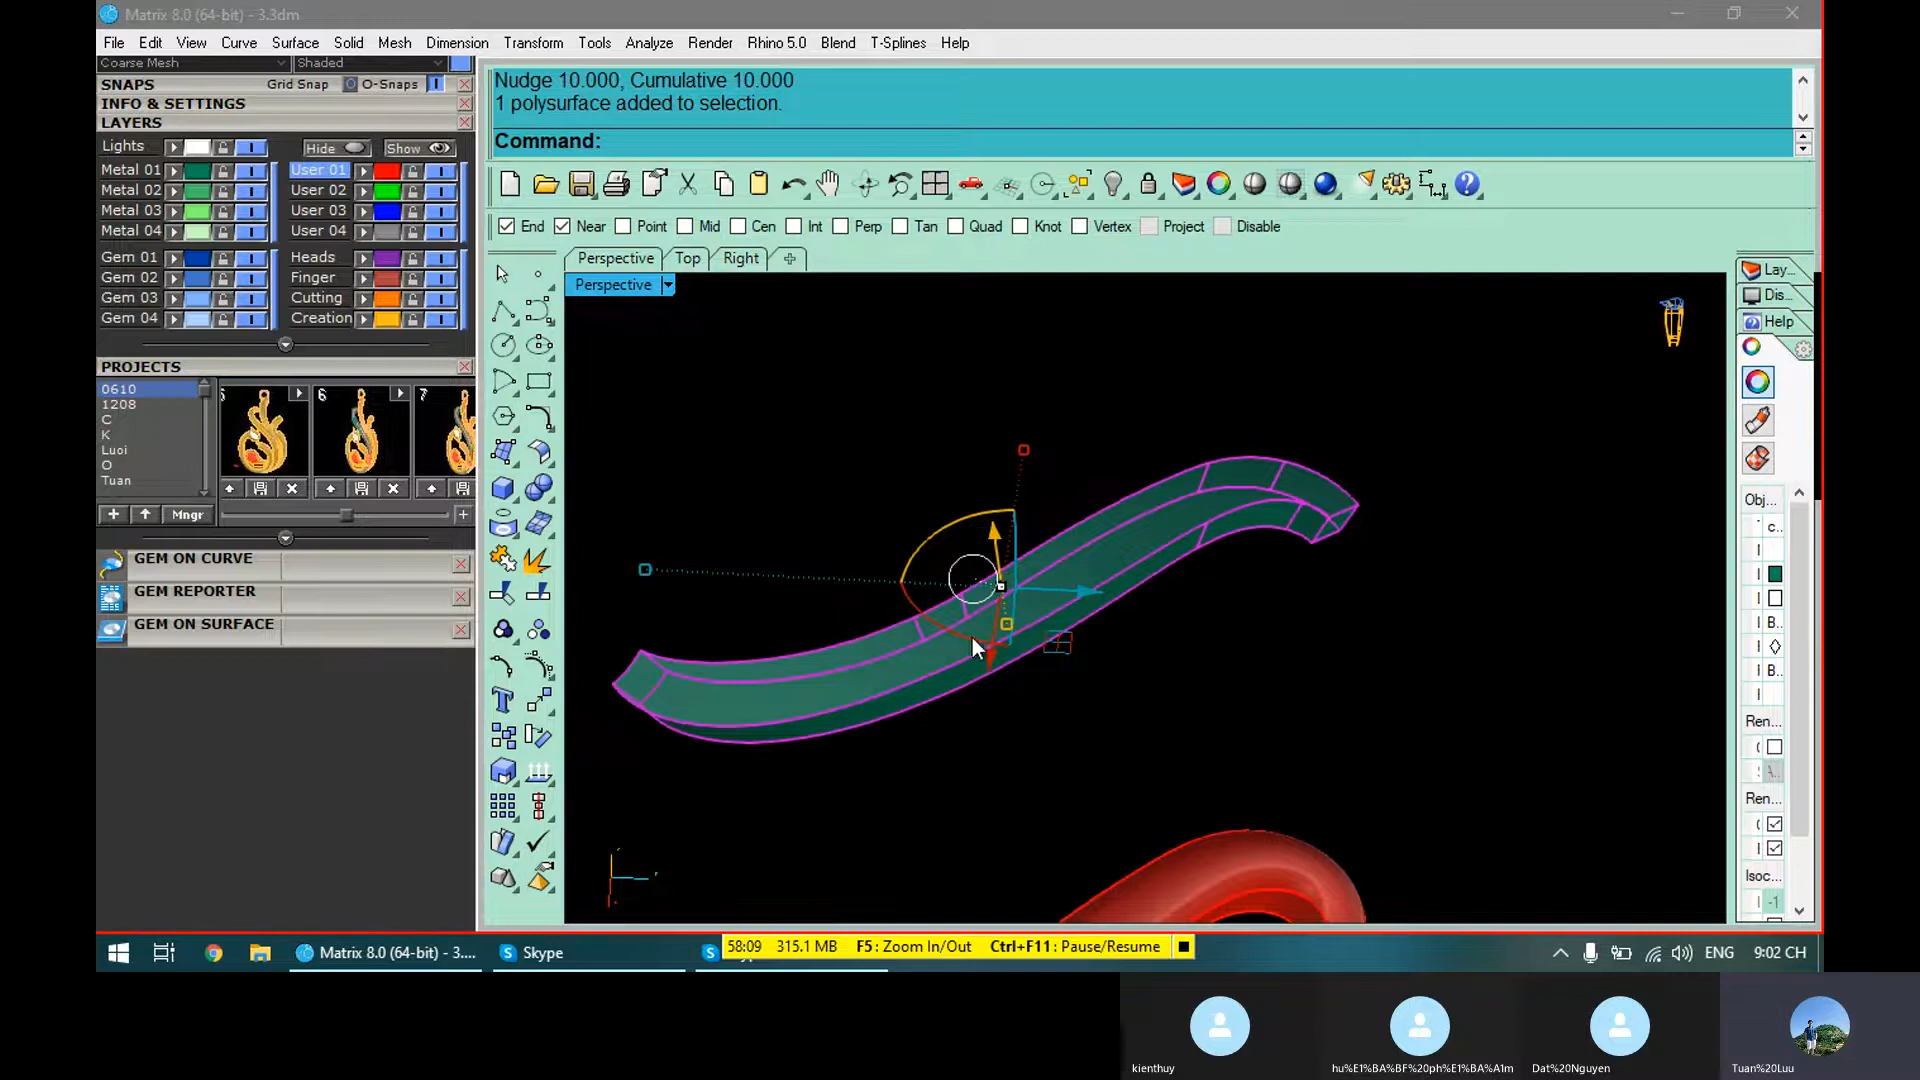 Matrix 8.0 (64-bit) - 3.3dm
File Edit View Curve Surface Solid Mesh Dimension Transform Tools Analyze Render Rhino 5.0 Blend T-Splines Help
Coarse Mesh Shaded
SNAPS Grid Snap O-Snaps
INFO & SETTINGS
LAYERS
Lights Hide Show
Metal 01 User 01
Metal 02 User 02
Metal 03 User 03
Metal 04 User 04
Gem 01 Heads
Gem 02 Finger
Gem 03 Cutting
Gem 04 Creation
PROJECTS
0610
1208
C
K
Luoi
O
Tuan
6
7
Mngr
GEM ON CURVE
GEM REPORTER
GEM ON SURFACE
Nudge 10.000, Cumulative 10.000
1 polysurface added to selection.
Command:
End Near Point Mid Cen Int Perp Tan Quad Knot Vertex Project Disable
Perspective Top Right
Perspective
Lay...
Dis...
Help
Obj...
c...
B...
B...
Ren...
Ren...
Isoc...
-1
Matrix 8.0 (64-bit) - 3....
Skype
58:09 315.1 MB F5: Zoom In/Out Ctrl+F11: Pause/Resume
ENG 9:02 CH
kienthuy
hu%E1%BA%BF%20ph%E1%BA%A1m
Dat%20Nguyen
Tuan%20Luu